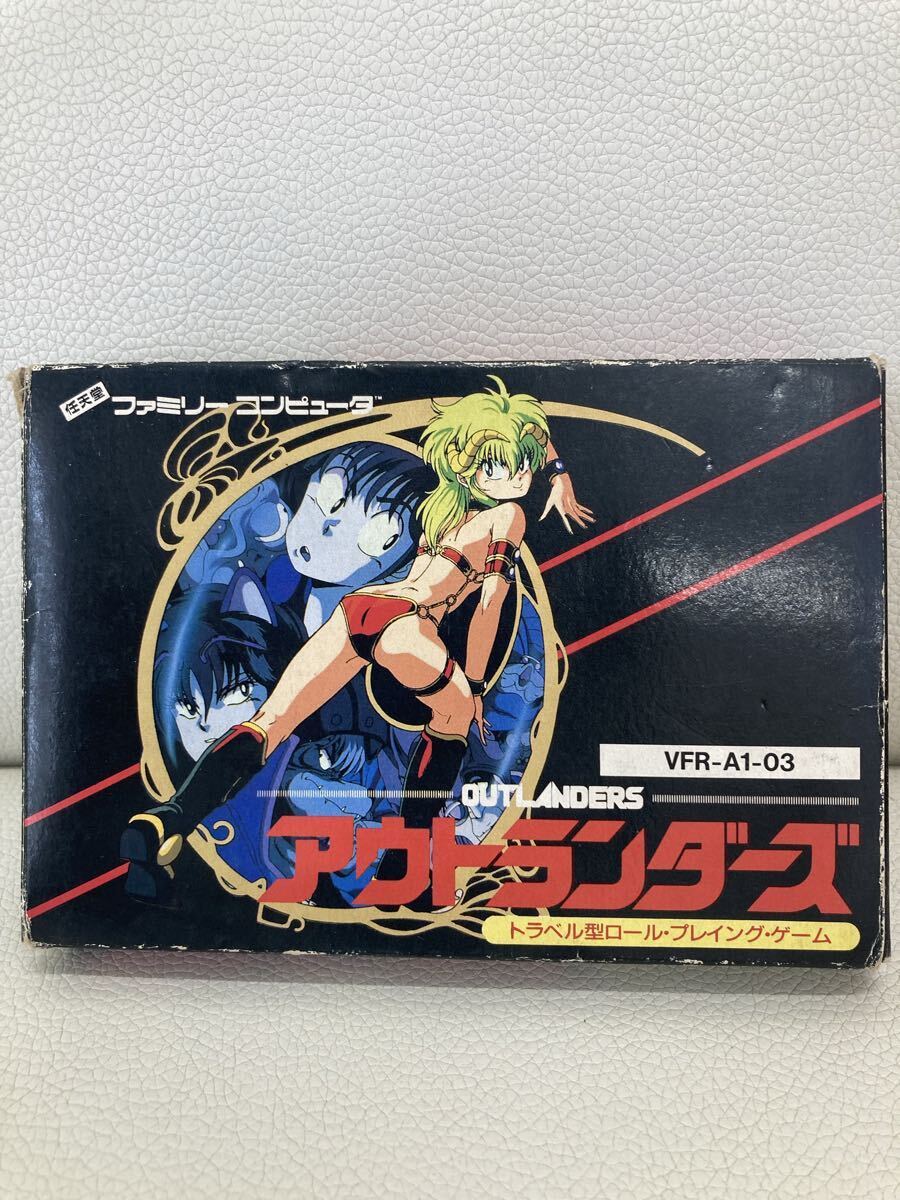 任天堂 ファミリー コンピュータ™
VFR-A1-03
OUTLANDERS
アウトランダーズ
トラベル型ロール・プレイング・ゲーム